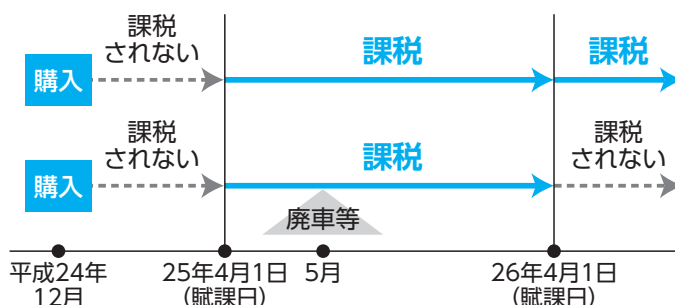 課税
されない
購入
課税
課税
課税
されない
購入
課税
課税
されない
廃車等
平成24年
12月
25年4月1日
(賦課日)
5月
26年4月1日
(賦課日)